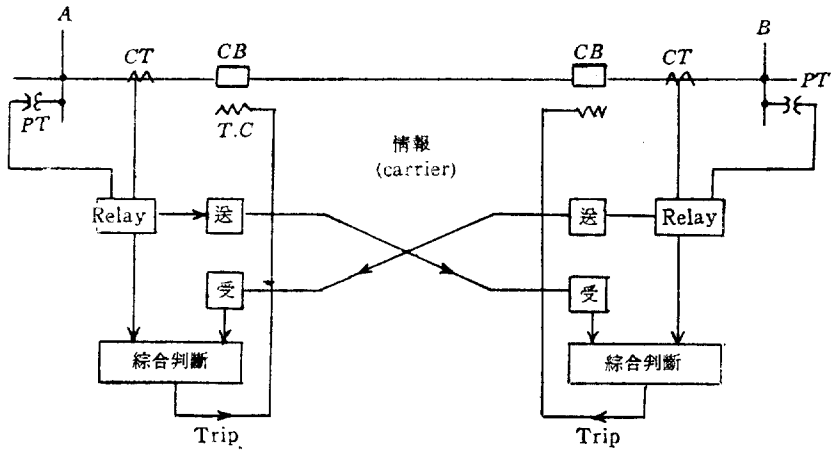 A
B
CT
CB
CB
CT
PT
PT
T.C
情報
(carrier)
Relay
送
送
Relay
受
受
綜合判斷
綜合判斷
Trip
Trip